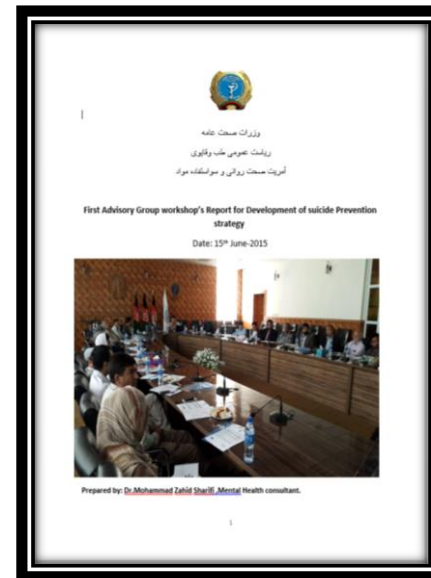 وزارت صحت عامه
ریاست عمومی طب وقایوی
آمریت صحت روانی و سواستفاده مواد
First Advisory Group workshop's Report for Development of suicide Prevention
strategy
Date: 15th June-2015
Prepared by: Dr.Mohammad Zahid Sharifi ,Mental Health consultant.
1